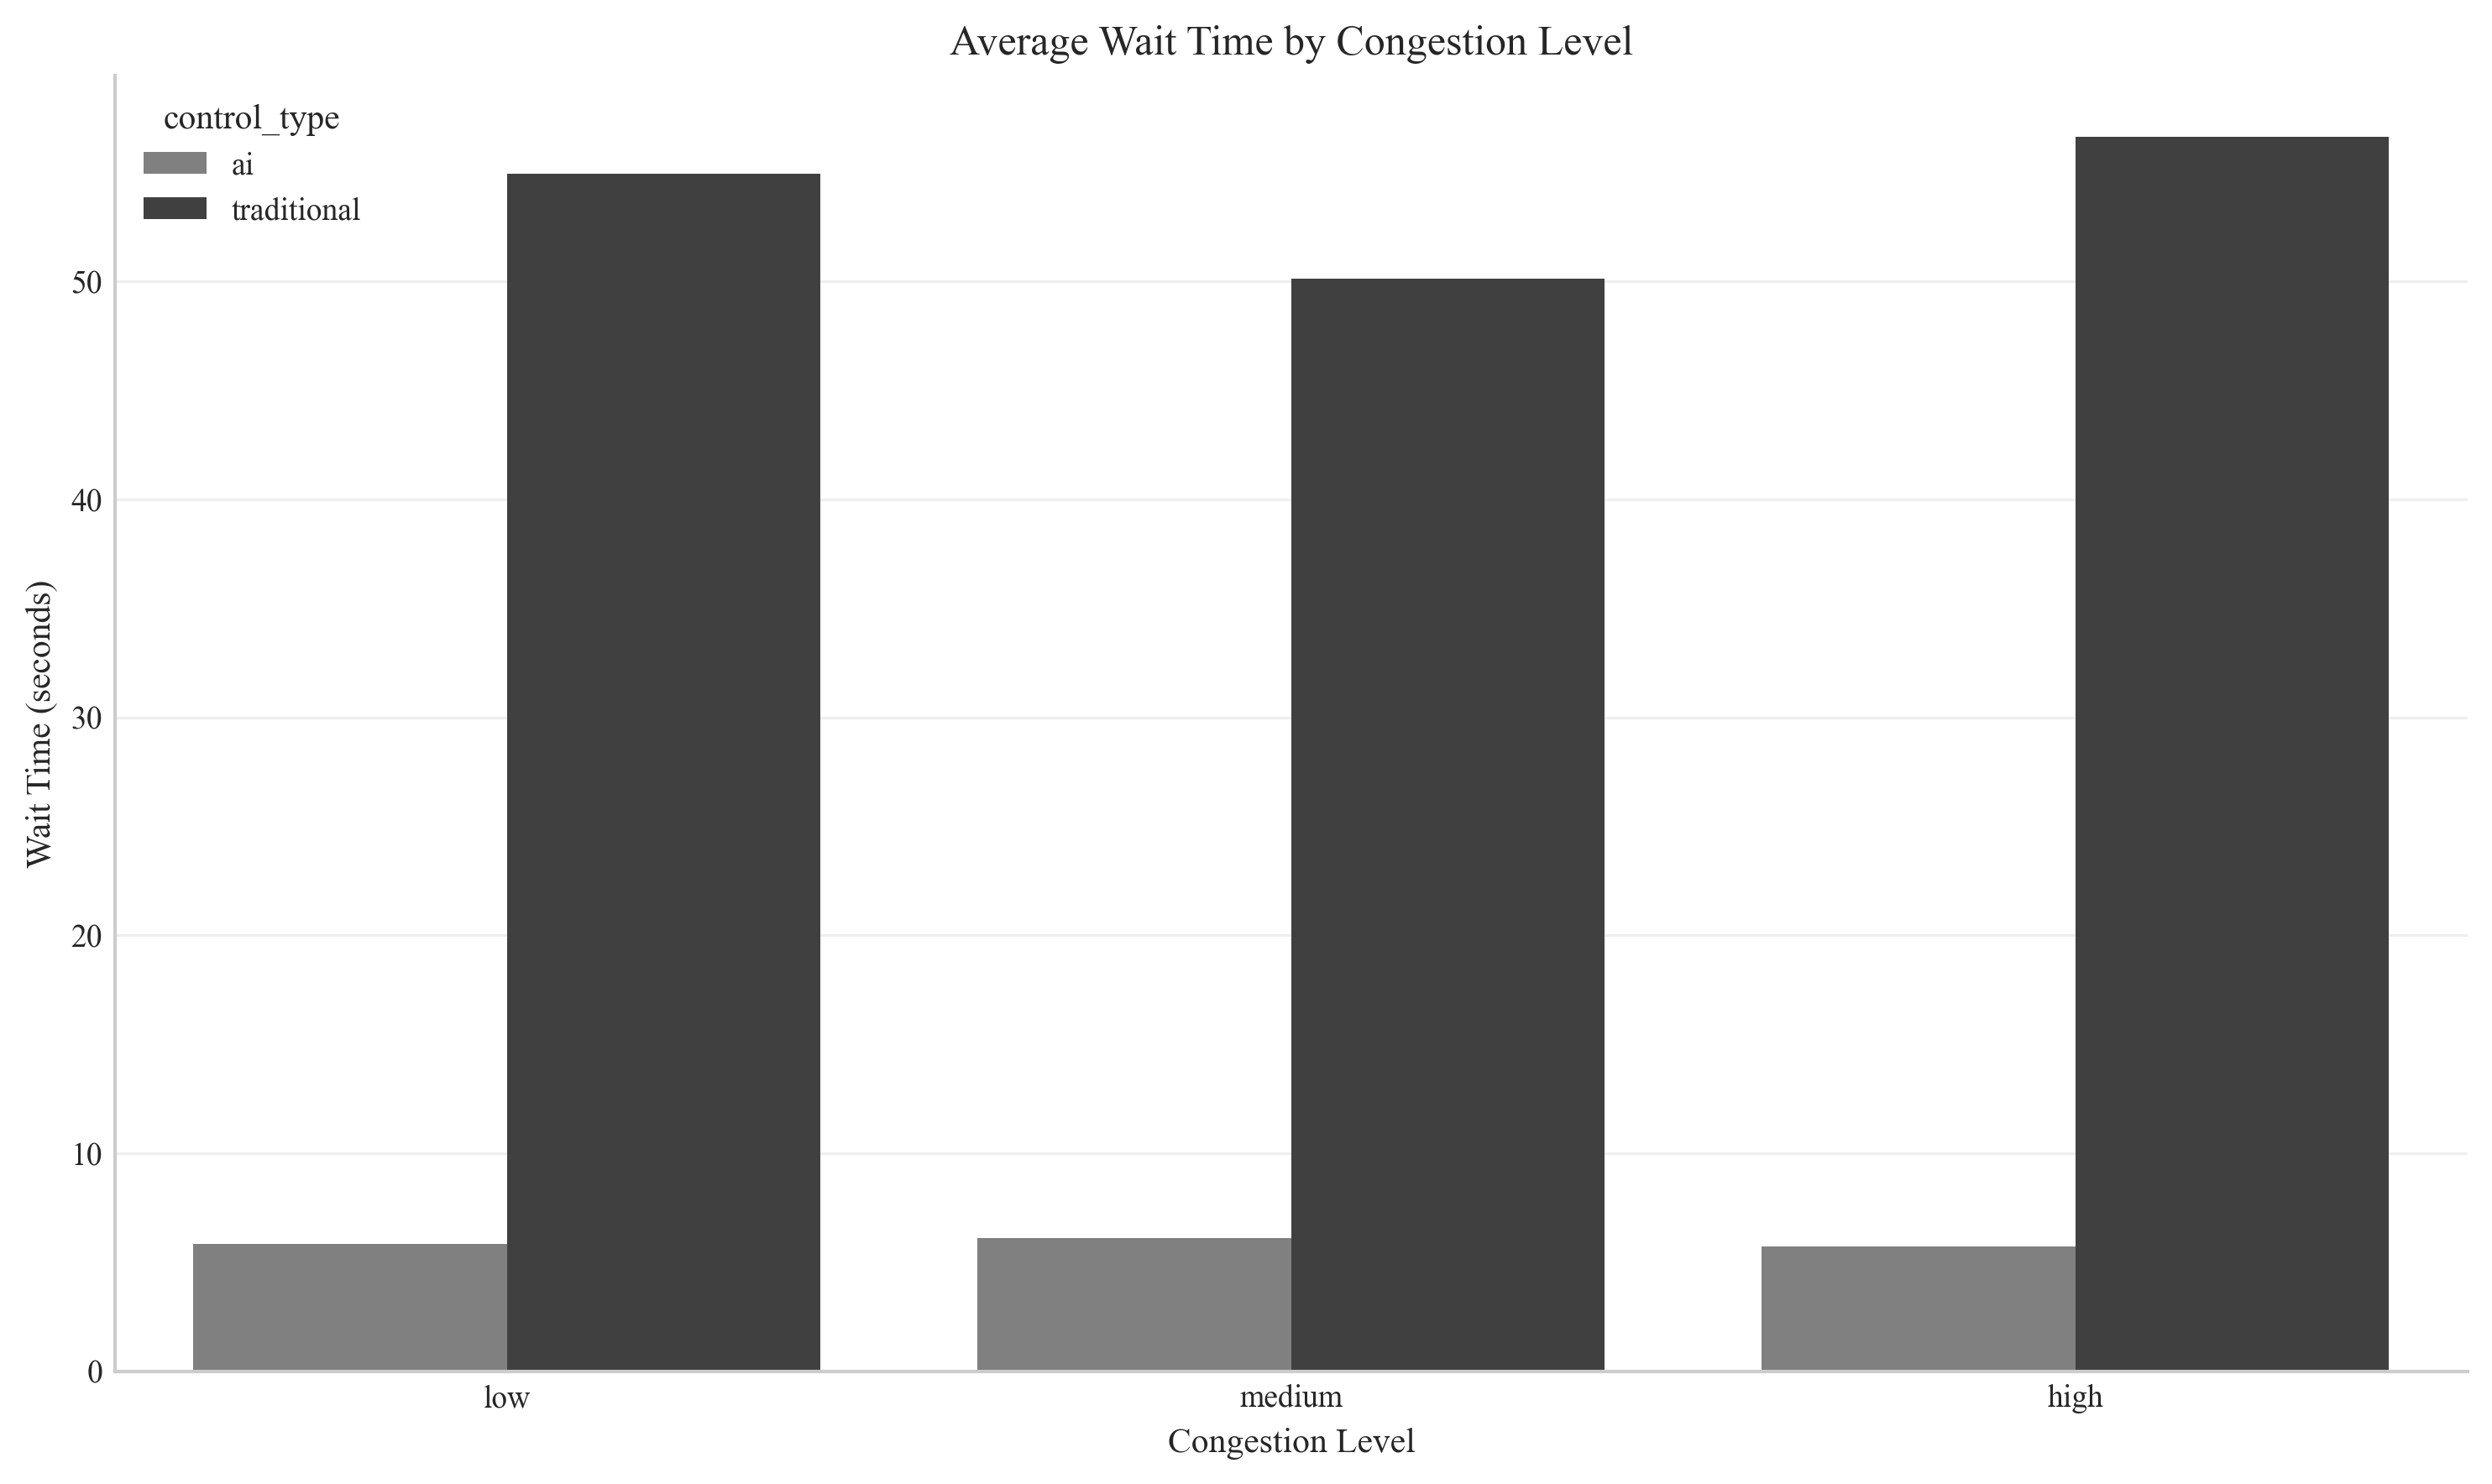 Average Wait Time by Congestion Level
control_type
ai
traditional
Wait Time (seconds)
50
40
30
20
10
0
low
medium
high
Congestion Level